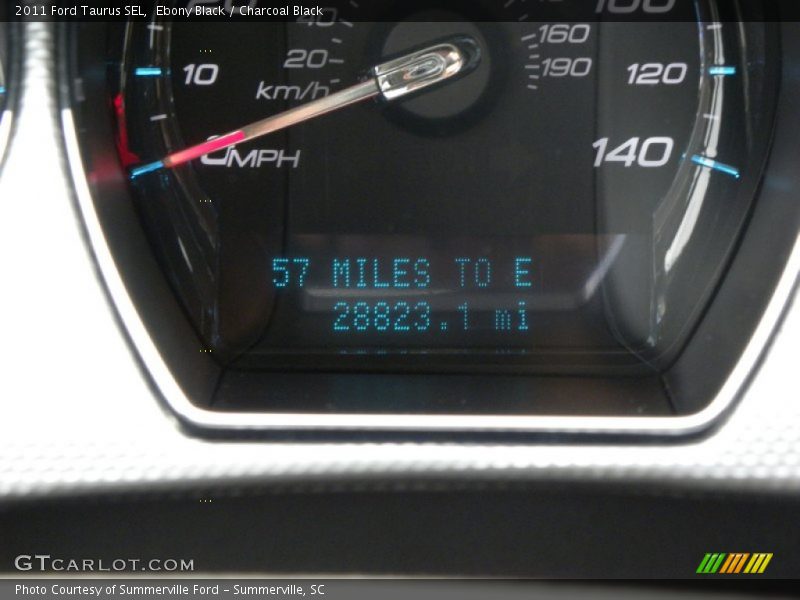 2011 Ford Taurus SEL, Ebony Black / Charcoal Black
40
160
20
10
190
120
km/h
0 MPH
140
57 MILES TO E
28823.1 mi
GTCARLOT.COM
Photo Courtesy of Summerville Ford - Summerville, SC